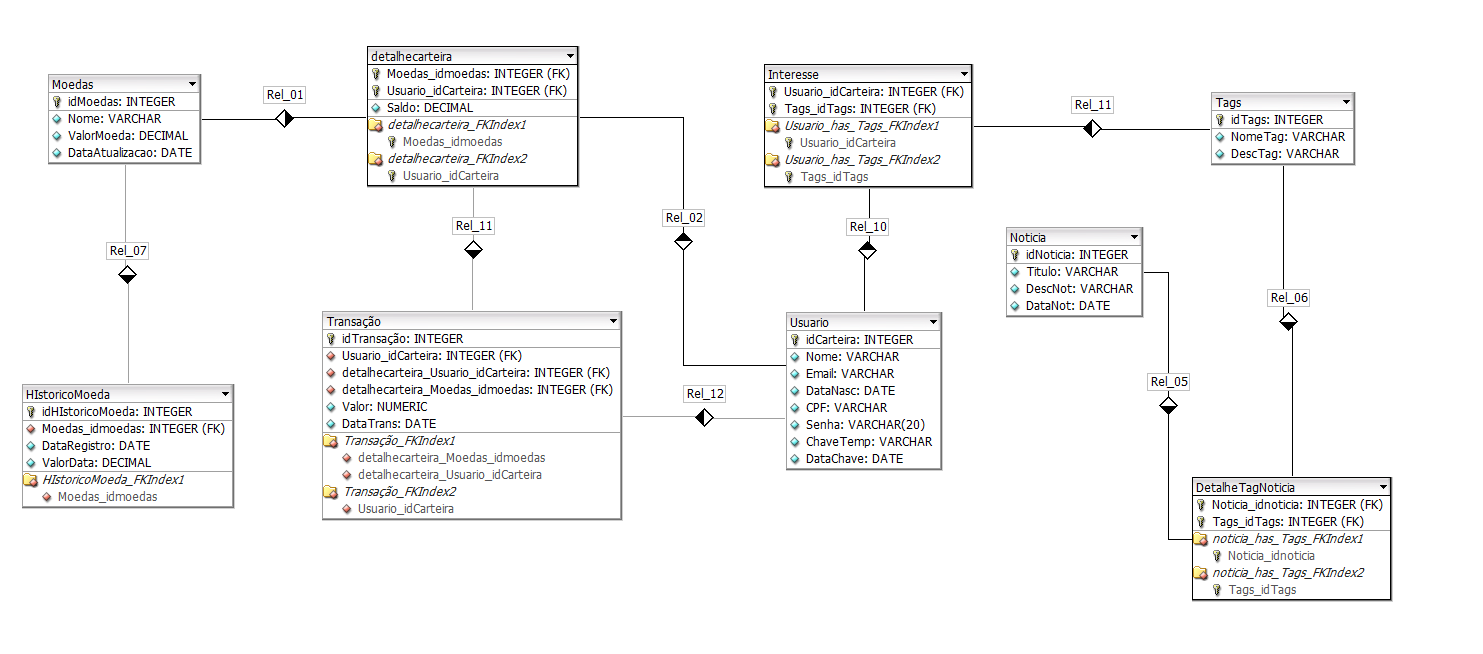 Moedas
idMoedas: INTEGER
Nome: VARCHAR
ValorMoeda: DECIMAL
DataAtualizacao: DATE
Rel_01
detalhecarteira
Moedas_idmoedas: INTEGER (FK)
Usuario_idCarteira: INTEGER (FK)
Saldo: DECIMAL
detalhecarteira_FKIndex1
Moedas_idmoedas
detalhecarteira_FKIndex2
Usuario_idCarteira
Interesse
Usuario_idCarteira: INTEGER (FK)
Tags_idTags: INTEGER (FK)
Usuario_has_Tags_FKIndex1
Usuario_idCarteira
Usuario_has_Tags_FKIndex2
Tags_idTags
Rel_11
Tags
idTags: INTEGER
NomeTag: VARCHAR
DescTag: VARCHAR
Rel_07
Rel_11
Rel_02
Rel_10
Noticia
idNoticia: INTEGER
Titulo: VARCHAR
DescNot: VARCHAR
DataNot: DATE
Rel_06
HIstoricoMoeda
idHIstoricoMoeda: INTEGER
Moedas_idmoedas: INTEGER (FK)
DataRegistro: DATE
ValorData: DECIMAL
HIstoricoMoeda_FKIndex1
Moedas_idmoedas
Transação
idTransação: INTEGER
Usuario_idCarteira: INTEGER (FK)
detalhecarteira_Usuario_idCarteira: INTEGER (FK)
detalhecarteira_Moedas_idmoedas: INTEGER (FK)
Valor: NUMERIC
DataTrans: DATE
Transação_FKIndex1
detalhecarteira_Moedas_idmoedas
detalhecarteira_Usuario_idCarteira
Transação_FKIndex2
Usuario_idCarteira
Rel_12
Usuario
idCarteira: INTEGER
Nome: VARCHAR
Email: VARCHAR
DataNasc: DATE
CPF: VARCHAR
Senha: VARCHAR(20)
ChaveTemp: VARCHAR
DataChave: DATE
Rel_05
DetalheTagNoticia
Noticia_idnoticia: INTEGER (FK)
Tags_idTags: INTEGER (FK)
noticia_has_Tags_FKIndex1
Noticia_idnoticia
noticia_has_Tags_FKIndex2
Tags_idTags